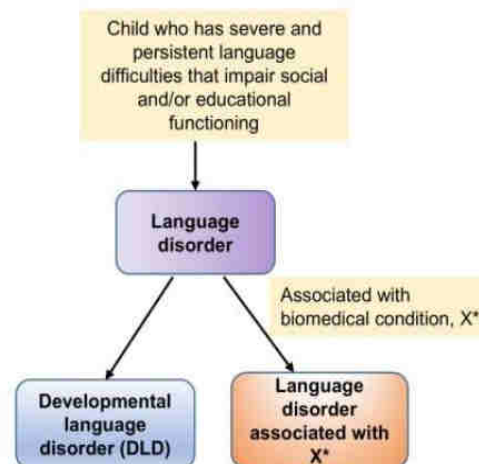 Child who has severe and
persistent language
difficulties that impair social
and/or educational
functioning
Language
disorder
Associated with
biomedical condition, X*
Developmental
language
disorder (DLD)
Language
disorder
associated with
X*